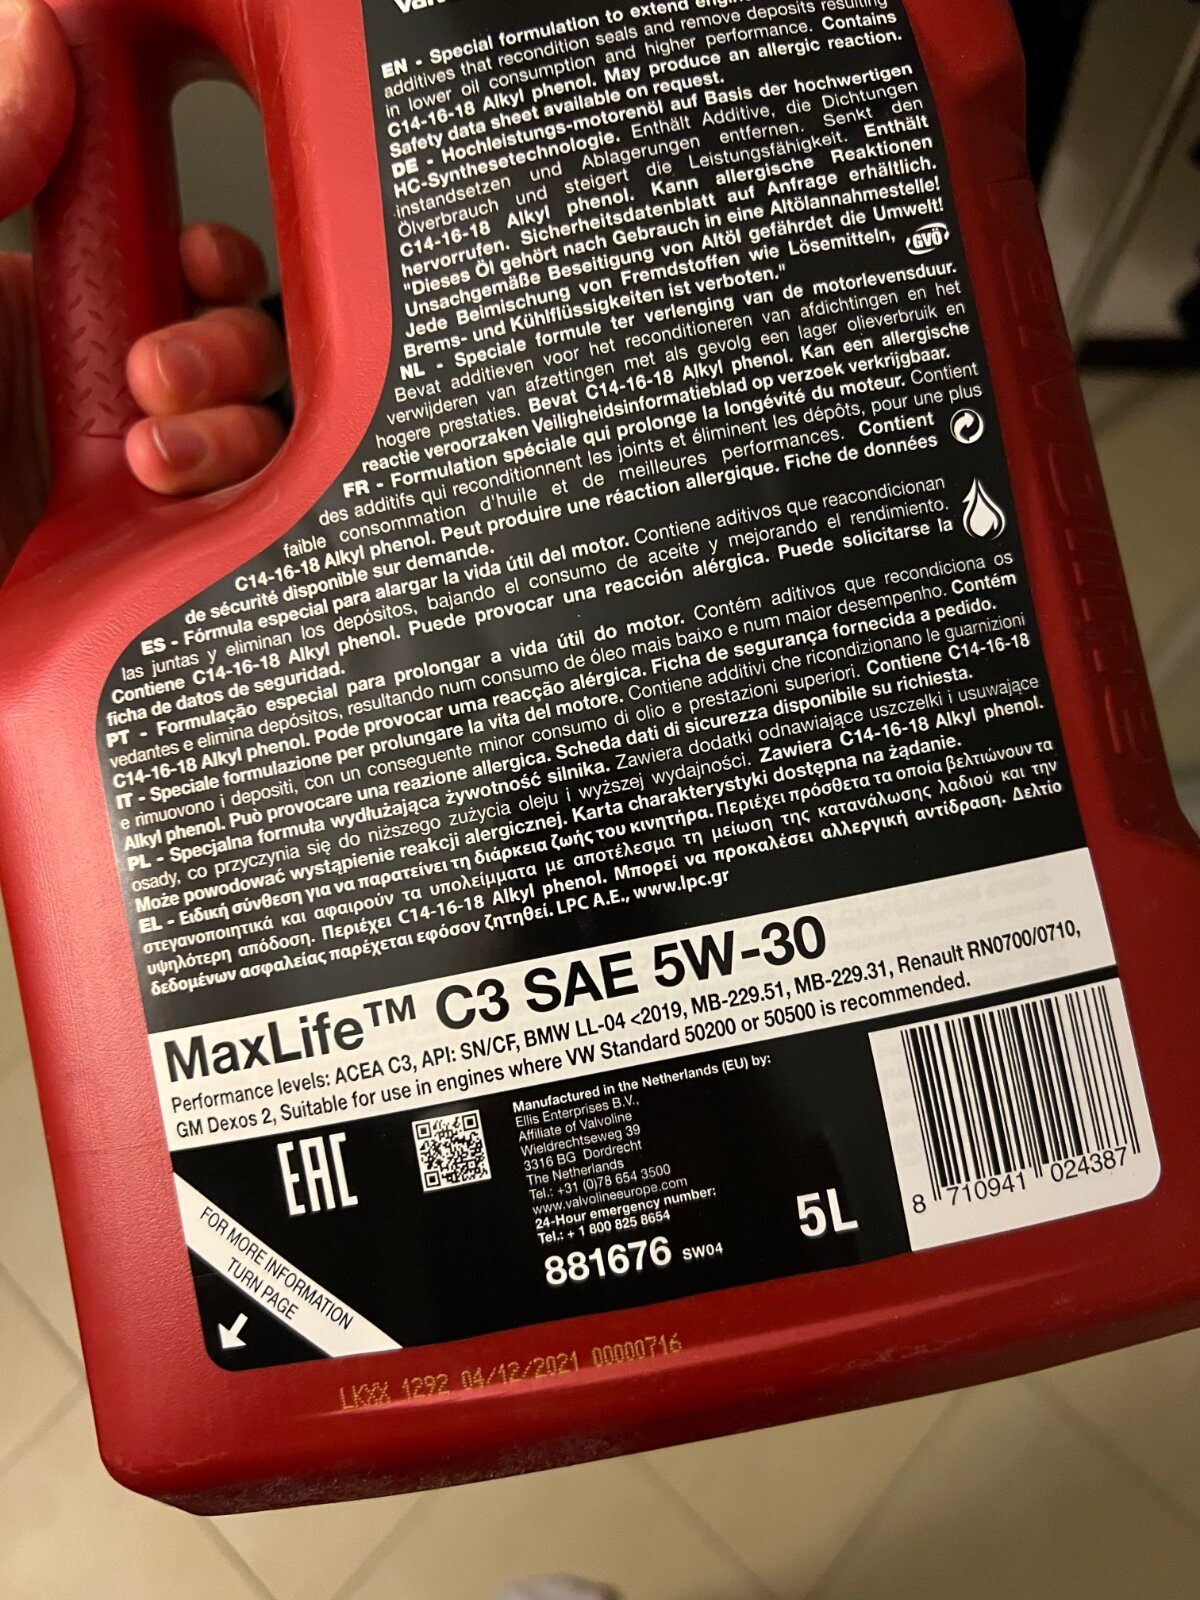 EN - Special formulation to extend
additives that recondition seals and remove deposits resulting
in lower oil consumption and higher performance. Contains
C14-16-18 Alkyl phenol. May produce an allergic reaction.
Safety data sheet available on request.
DE - Hochleistungs-motorenöl auf Basis der hochwertigen
HC-Synthesetechnologie. Enthält Additive, die Dichtungen
instandsetzen und Ablagerungen entfernen. Senkt den
Ölverbrauch und steigert die Leistungsfähigkeit. Enthält
C14-16-18 Alkyl phenol. Kann allergische Reaktionen
hervorrufen. Sicherheitsdatenblatt auf Anfrage erhältlich.
"Dieses Öl gehört nach Gebrauch in eine Altölannahmestelle!
Unsachgemäße Beseitigung von Altöl gefährdet die Umwelt!
Jede Beimischung von Fremdstoffen wie Lösemitteln,
Brems- und Kühlflüssigkeiten ist verboten."
GVÖ
NL - Speciale formule ter verlenging van de motorlevensduur.
Bevat additieven voor het reconditioneren van afdichtingen en het
verwijderen van afzettingen met als gevolg een lager olieverbruik en
hogere prestaties. Bevat C14-16-18 Alkyl phenol. Kan een allergische
reactie veroorzaken Veiligheidsinformatieblad op verzoek verkrijgbaar.
FR - Formulation spéciale qui prolonge la longévité du moteur. Contient
des additifs qui reconditionnent les joints et éliminent les dépôts, pour une plus
faible consommation d'huile et de meilleures performances. Contient
C14-16-18 Alkyl phenol. Peut produire une réaction allergique. Fiche de données
de sécurité disponible sur demande.
ES - Fórmula especial para alargar la vida útil del motor. Contiene aditivos que reacondicionan
las juntas y eliminan los depósitos, bajando el consumo de aceite y mejorando el rendimiento.
Contiene C14-16-18 Alkyl phenol. Puede provocar una reacción alérgica. Puede solicitarse la
ficha de datos de seguridad.
PT - Formulação especial para prolongar a vida útil do motor. Contém aditivos que recondiciona os
vedantes e elimina depósitos, resultando num consumo de óleo mais baixo e num maior desempenho. Contém
C14-16-18 Alkyl phenol. Pode provocar uma reacção alérgica. Ficha de segurança fornecida a pedido.
IT - Speciale formulazione per prolungare la vita del motore. Contiene additivi che ricondizionano le guarnizioni
e rimuovono i depositi, con un conseguente minor consumo di olio e prestazioni superiori. Contiene C14-16-18
Alkyl phenol. Può provocare una reazione allergica. Scheda dati di sicurezza disponibile su richiesta.
PL - Specjalna formuła wydłużająca żywotność silnika. Zawiera dodatki odnawiające uszczelki i usuwające
osady, co przyczynia się do niższego zużycia oleju i wyższej wydajności. Zawiera C14-16-18 Alkyl phenol.
Może powodować wystąpienie reakcji alergicznej. Karta charakterystyki dostępna na żądanie.
EL - Ειδική σύνθεση για να παρατείνει τη διάρκεια ζωής του κινητήρα. Περιέχει πρόσθετα τα οποία βελτιώνουν τα
στεγανοποιητικά και αφαιρούν τα υπολείμματα με αποτέλεσμα τη μείωση της κατανάλωσης λαδιού και την
υψηλότερη απόδοση. Περιέχει C14-16-18 Alkyl phenol. Μπορεί να προκαλέσει αλλεργική αντίδραση. Δελτίο
δεδομένων ασφαλείας παρέχεται εφόσον ζητηθεί. LPC A.E., www.lpc.gr
MaxLife™ C3 SAE 5W-30
Performance levels: ACEA C3, API: SN/CF, BMW LL-04 <2019, MB-229.51, MB-229.31, Renault RN0700/0710,
GM Dexos 2, Suitable for use in engines where VW Standard 50200 or 50500 is recommended.
EAC
Manufactured in the Netherlands (EU) by:
Ellis Enterprises B.V.,
Affiliate of Valvoline
Wieldrechtseweg 39
3316 BG Dordrecht
The Netherlands
Tel.: +31 (0)78 654 3500
www.valvolineeurope.com
24-Hour emergency number:
Tel.: + 1 800 825 8654
881676 SW04
5L
8 710941 024387
FOR MORE INFORMATION
TURN PAGE
LKXX 1292 04/12/2021 00000716